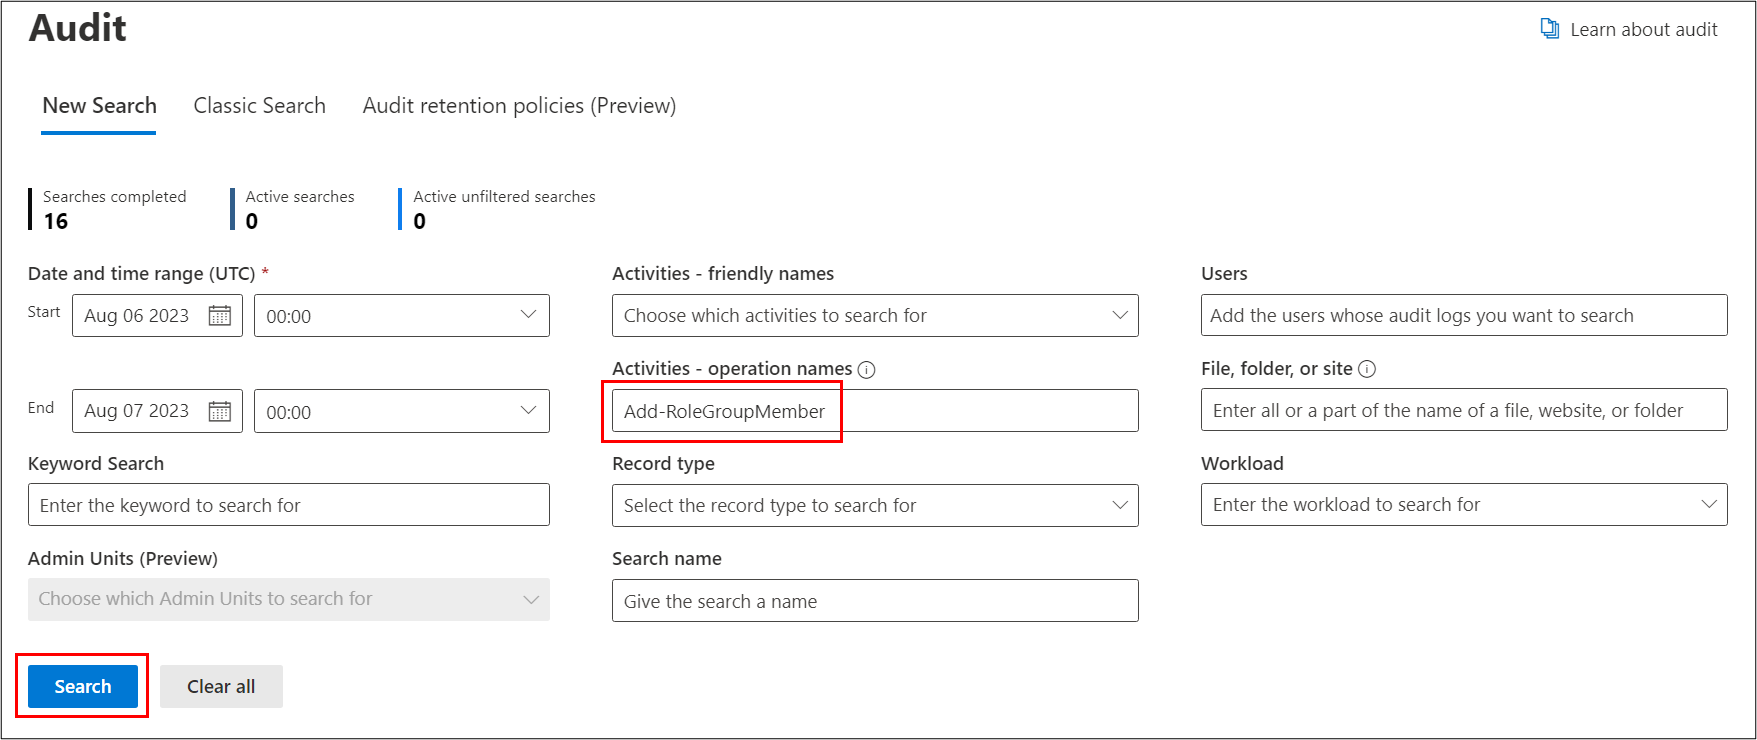 Audit
Learn about audit
New Search
Classic Search
Audit retention policies (Preview)
Searches completed
16
Active searches
0
Active unfiltered searches
0
Date and time range (UTC) *
Start
Aug 06 2023
00:00
End
Aug 07 2023
00:00
Keyword Search
Enter the keyword to search for
Admin Units (Preview)
Choose which Admin Units to search for
Activities - friendly names
Choose which activities to search for
Activities - operation names
Add-RoleGroupMember
Record type
Select the record type to search for
Search name
Give the search a name
Users
Add the users whose audit logs you want to search
File, folder, or site
Enter all or a part of the name of a file, website, or folder
Workload
Enter the workload to search for
Search
Clear all